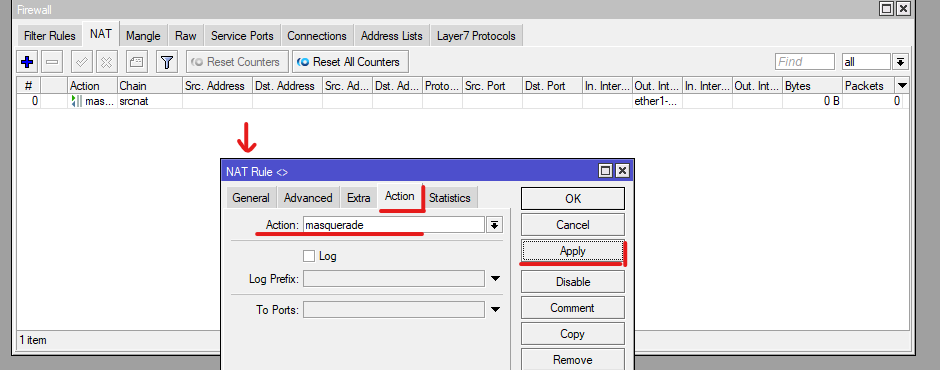 Firewall
Filter Rules NAT Mangle Raw Service Ports Connections Address Lists Layer7 Protocols
Reset Counters Reset All Counters Find all
# Action Chain Src. Address Dst. Address Src. Ad... Dst. Ad... Proto... Src. Port Dst. Port In. Inter... Out. Int... In. Inter... Out. Int... Bytes Packets
0 mas... srcnat ether1-... 0 B 0
NAT Rule <>
General Advanced Extra Action Statistics
OK
Action: masquerade
Cancel
Apply
Log
Log Prefix:
Disable
To Ports:
Comment
Copy
1 item
Remove